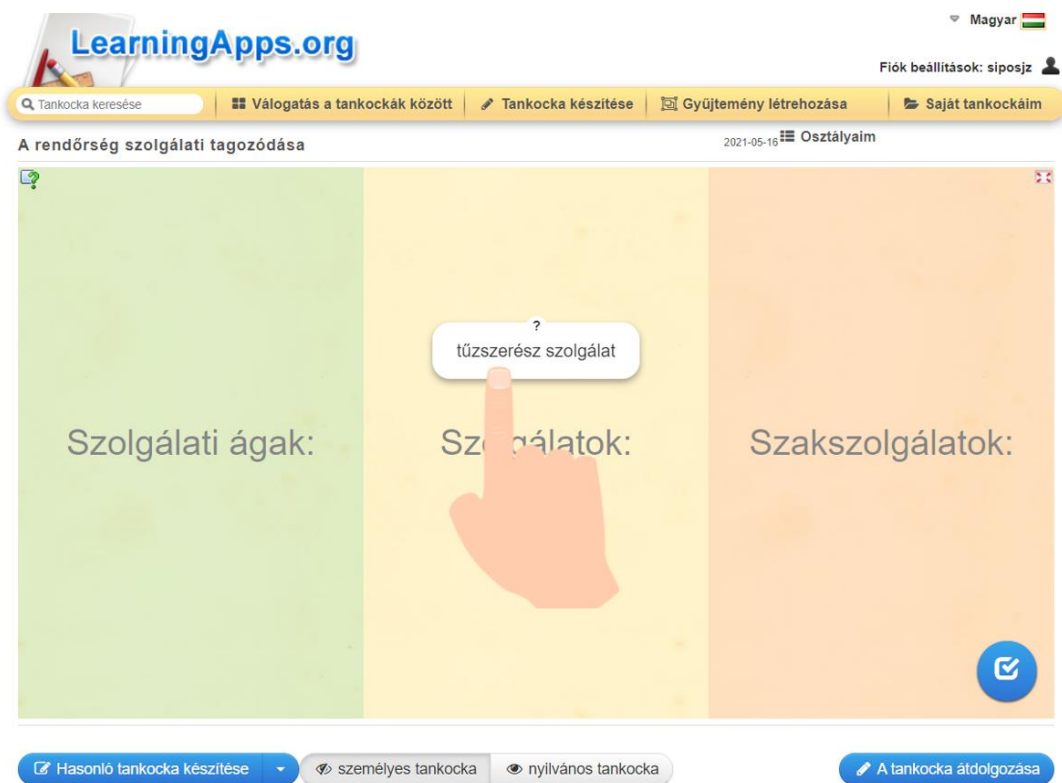 LearningApps.org
Magyar
Fiók beállítások: siposjz
Tankocka keresése
Válogatás a tankockák között
Tankocka készítése
Gyűjtemény létrehozása
Saját tankockáim
A rendőrség szolgálati tagozódása
2021-05-16 Osztályaim
?
tűzszerész szolgálat
Szolgálati ágak:
Szolgálatok:
Szakszolgálatok:
Hasonló tankocka készítése
személyes tankocka
nyilvános tankocka
A tankocka átdolgozása